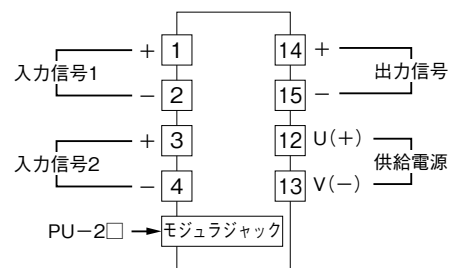 入力信号1
+ 1
− 2
入力信号2
+ 3
− 4
14 +
15 −
出力信号
12 U(+)
13 V(−)
供給電源
PU−2□ モジュラジャック